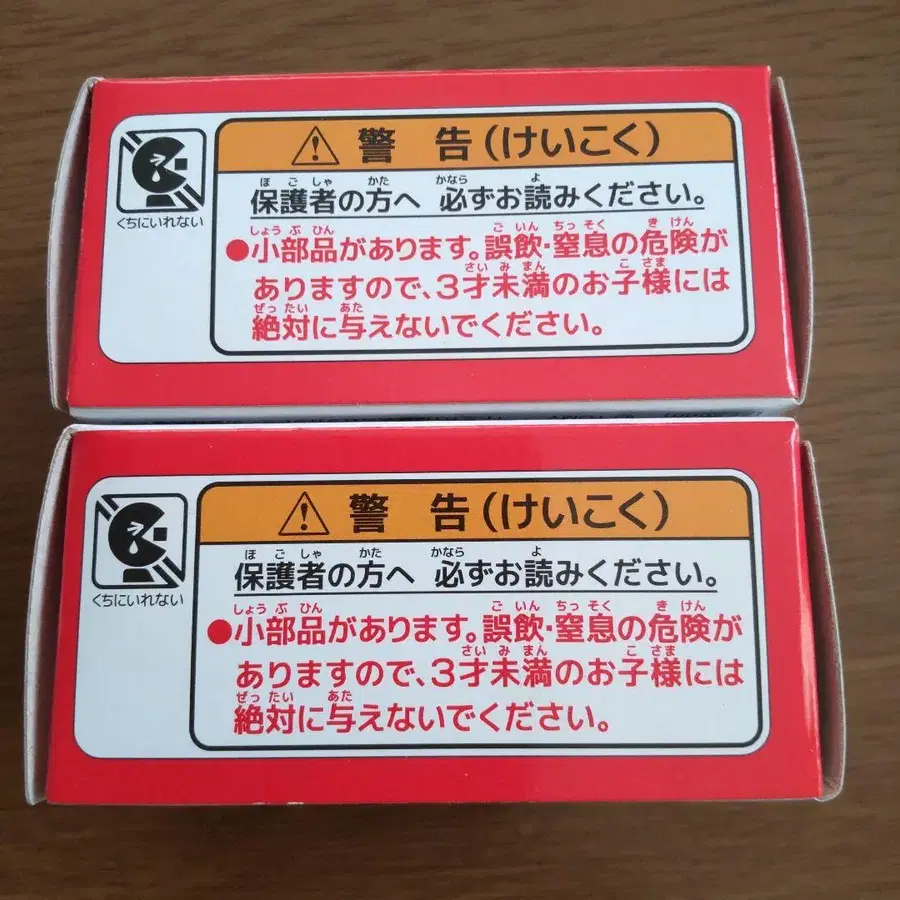 警 告(けいこく)
くちにいれない
ほ ご しゃ かた かなら よ
保護者の方へ 必ずお読みください。
しょう ぶ ひん ご いん ちっ そく き けん
●小部品があります。誤飲・窒息の危険が
さい み まん こ さま
ありますので、3才未満のお子様には
ぜっ たい あた
絶対に与えないでください。
警 告(けいこく)
くちにいれない
ほ ご しゃ かた かなら よ
保護者の方へ 必ずお読みください。
しょう ぶ ひん ご いん ちっ そく き けん
●小部品があります。誤飲・窒息の危険が
さい み まん こ さま
ありますので、3才未満のお子様には
ぜっ たい あた
絶対に与えないでください。